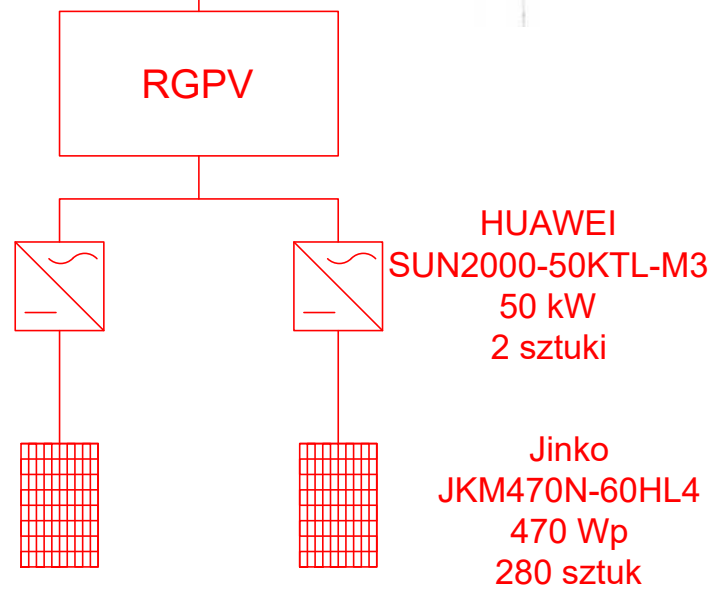 RGPV
HUAWEI
SUN2000-50KTL-M3
50 kW
2 sztuki
Jinko
JKM470N-60HL4
470 Wp
280 sztuk